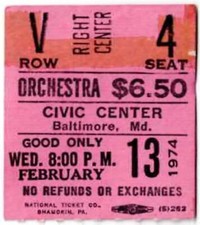 V RIGHT CENTER 4
ROW SEAT
ORCHESTRA $6.50
CIVIC CENTER
Baltimore, Md.
GOOD ONLY
WED. 8:00 P.M.
FEBRUARY 13 1974
NO REFUNDS OR EXCHANGES
NATIONAL TICKET CO.
SHAMOKIN, PA.
(S)262